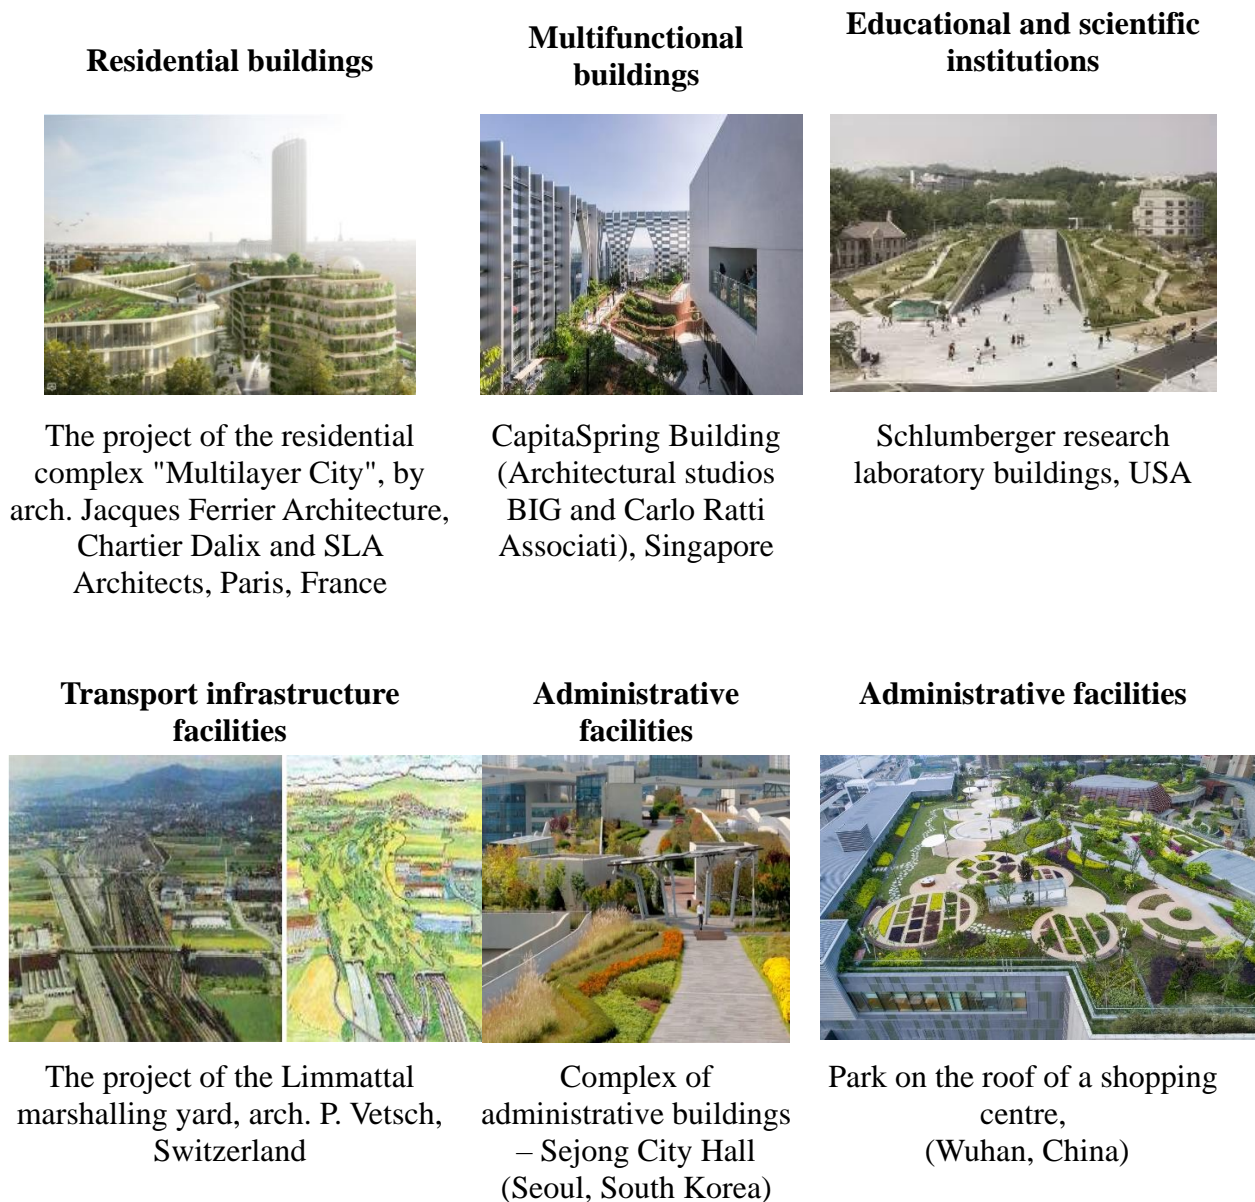 Residential buildings
Multifunctional
buildings
Educational and scientific
institutions
The project of the residential
complex "Multilayer City", by
arch. Jacques Ferrier Architecture,
Chartier Dalix and SLA
Architects, Paris, France
CapitaSpring Building
(Architectural studios
BIG and Carlo Ratti
Associati), Singapore
Schlumberger research
laboratory buildings, USA
Transport infrastructure
facilities
Administrative
facilities
Administrative facilities
The project of the Limmattal
marshalling yard, arch. P. Vetsch,
Switzerland
Complex of
administrative buildings
– Sejong City Hall
(Seoul, South Korea)
Park on the roof of a shopping
centre,
(Wuhan, China)